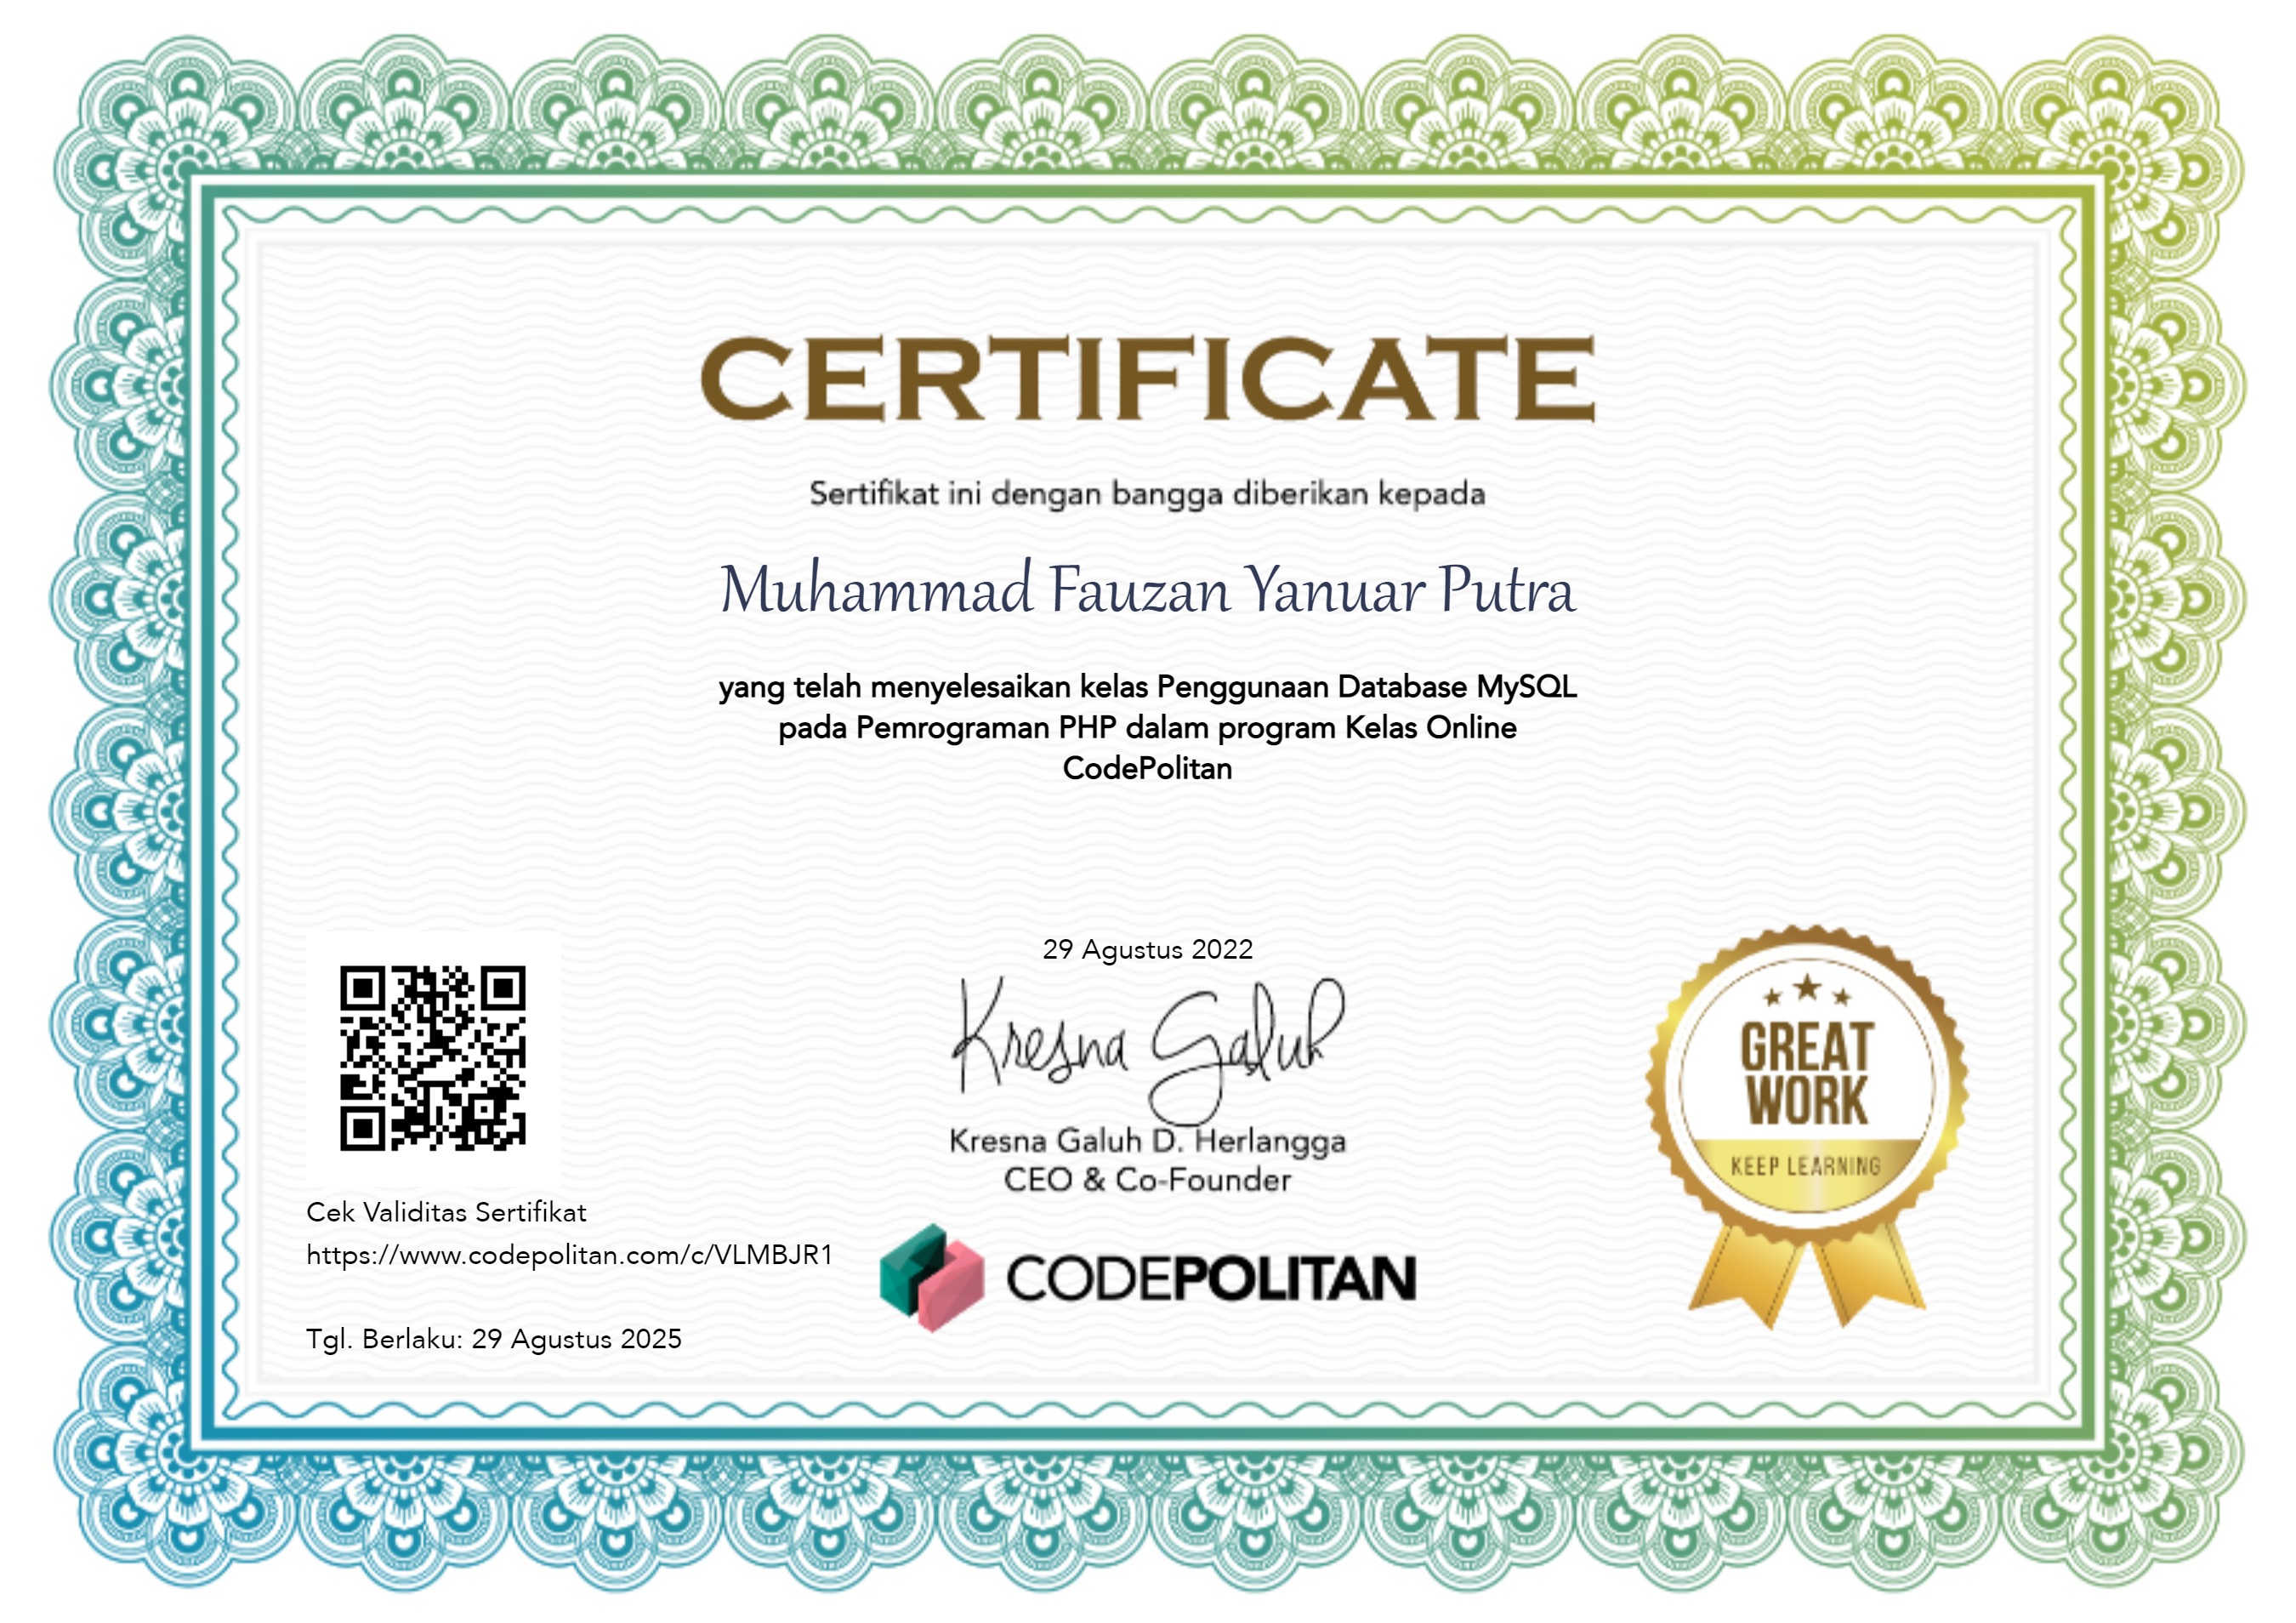 CERTIFICATE
Sertifikat ini dengan bangga diberikan kepada
Muhammad Fauzan Yanuar Putra
yang telah menyelesaikan kelas Penggunaan Database MySQL
pada Pemrograman PHP dalam program Kelas Online
CodePolitan
29 Agustus 2022
Kresna Galuh
Kresna Galuh D. Herlangga
CEO & Co-Founder
CODEPOLITAN
Cek Validitas Sertifikat
https://www.codepolitan.com/c/VLMBJR1
Tgl. Berlaku: 29 Agustus 2025
GREAT
WORK
KEEP LEARNING